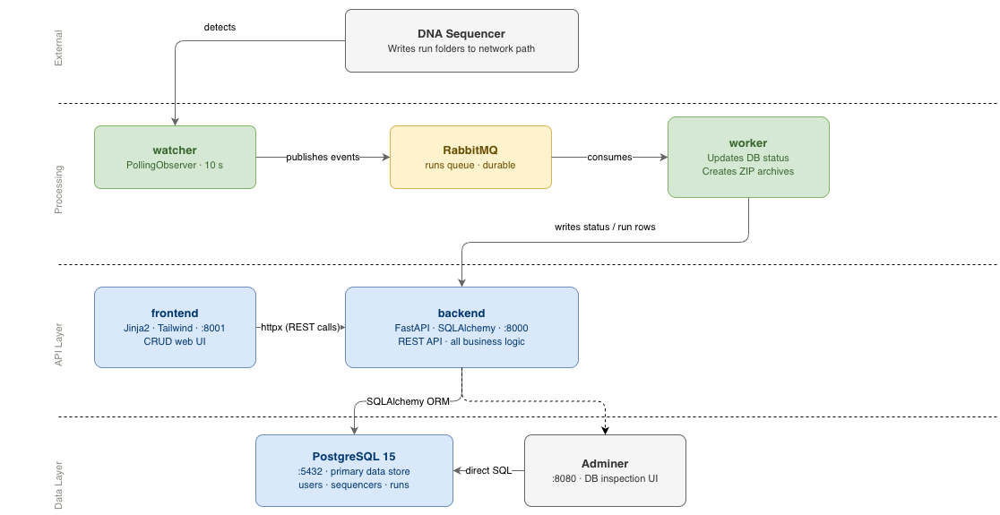 External
detects
DNA Sequencer
Writes run folders to network path
Processing
watcher
PollingObserver · 10 s
publishes events
RabbitMQ
runs queue · durable
consumes
worker
Updates DB status
Creates ZIP archives
writes status / run rows
API Layer
frontend
Jinja2 · Tailwind · :8001
CRUD web UI
httpx (REST calls)
backend
FastAPI · SQLAlchemy · :8000
REST API · all business logic
SQLAlchemy ORM
Data Layer
PostgreSQL 15
:5432 · primary data store
users · sequencers · runs
direct SQL
Adminer
:8080 · DB inspection UI